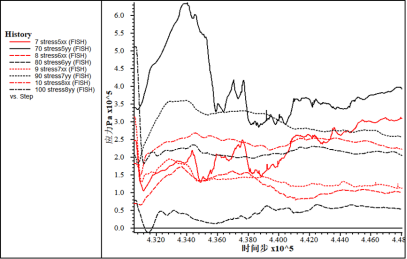 History
7 stress5xx (FISH)
70 stress5yy (FISH)
8 stress6xx (FISH)
80 stress6yy (FISH)
9 stress7xx (FISH)
90 stress7yy (FISH)
10 stress8xx (FISH)
100 stress8yy (FISH)
vs. Step
应力Pa x10^5
6.0
5.5
5.0
4.5
4.0
3.5
3.0
2.5
2.0
1.5
1.0
0.5
0.0
4.320 4.340 4.360 4.380 4.400 4.420 4.440 4.460 4.48
时间步 x10^5